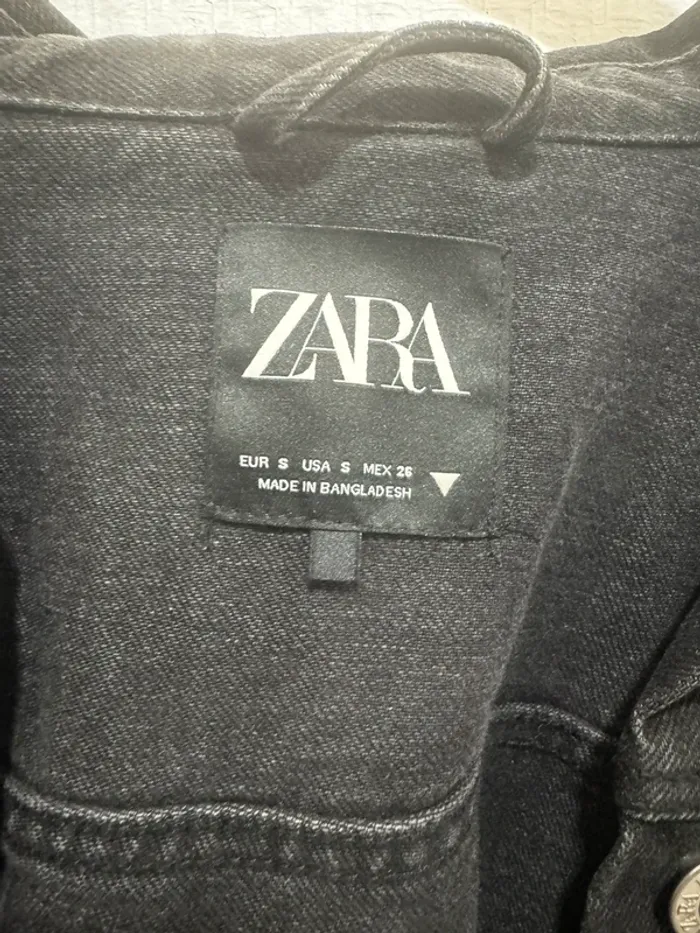 ZARA
EUR S USA S MEX 26
MADE IN BANGLADESH